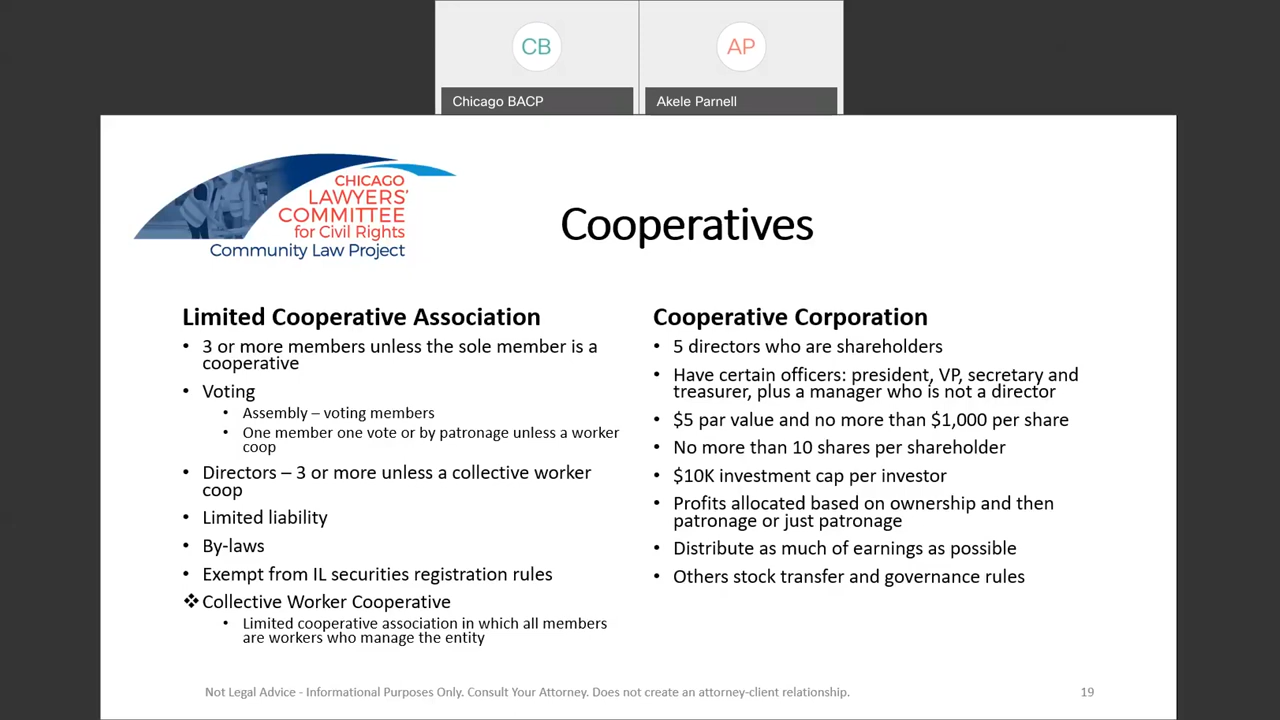 CB
AP
Chicago BACP
Akele Parnell
CHICAGO
LAWYERS'
COMMITTEE
for Civil Rights
Community Law Project
Cooperatives
Limited Cooperative Association
• 3 or more members unless the sole member is a
cooperative
• Voting
• Assembly – voting members
• One member one vote or by patronage unless a worker
coop
• Directors – 3 or more unless a collective worker
coop
• Limited liability
• By-laws
• Exempt from IL securities registration rules
❖Collective Worker Cooperative
• Limited cooperative association in which all members
are workers who manage the entity
Cooperative Corporation
• 5 directors who are shareholders
• Have certain officers: president, VP, secretary and
treasurer, plus a manager who is not a director
• $5 par value and no more than $1,000 per share
• No more than 10 shares per shareholder
• $10K investment cap per investor
• Profits allocated based on ownership and then
patronage or just patronage
• Distribute as much of earnings as possible
• Others stock transfer and governance rules
Not Legal Advice - Informational Purposes Only. Consult Your Attorney. Does not create an attorney-client relationship.
19